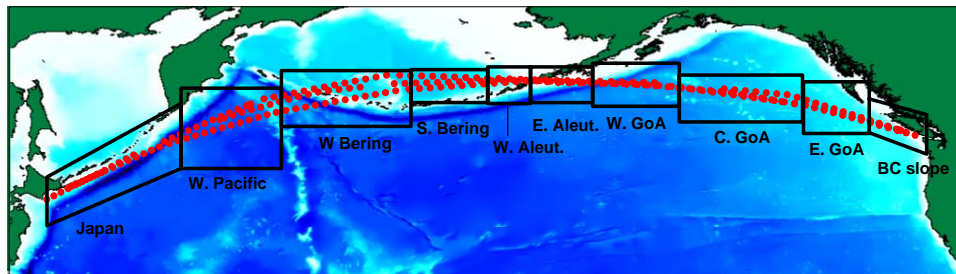 Japan
W. Pacific
W Bering
S. Bering
W. Aleut.
E. Aleut.
W. GoA
C. GoA
E. GoA
BC slope